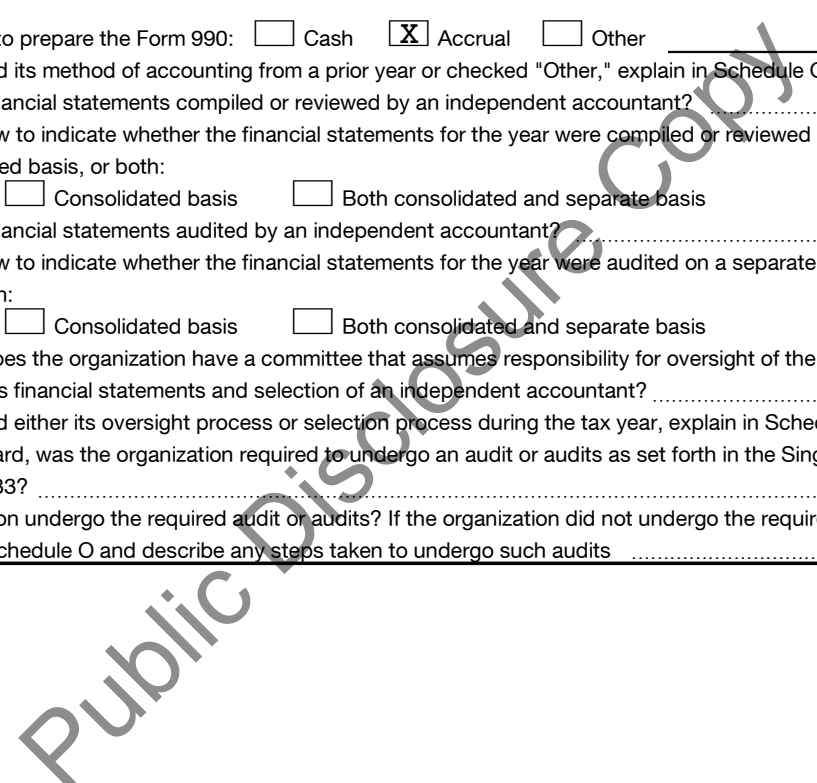 to prepare the Form 990: Cash X Accrual Other
d its method of accounting from a prior year or checked "Other," explain in Schedule O
ancial statements compiled or reviewed by an independent accountant?
w to indicate whether the financial statements for the year were compiled or reviewed
ed basis, or both:
Consolidated basis Both consolidated and separate basis
ancial statements audited by an independent accountant?
w to indicate whether the financial statements for the year were audited on a separate
h:
Consolidated basis Both consolidated and separate basis
oes the organization have a committee that assumes responsibility for oversight of the
s financial statements and selection of an independent accountant?
d either its oversight process or selection process during the tax year, explain in Sched
ard, was the organization required to undergo an audit or audits as set forth in the Sing
33?
on undergo the required audit or audits? If the organization did not undergo the requir
chedule O and describe any steps taken to undergo such audits
Public Disclosure Copy